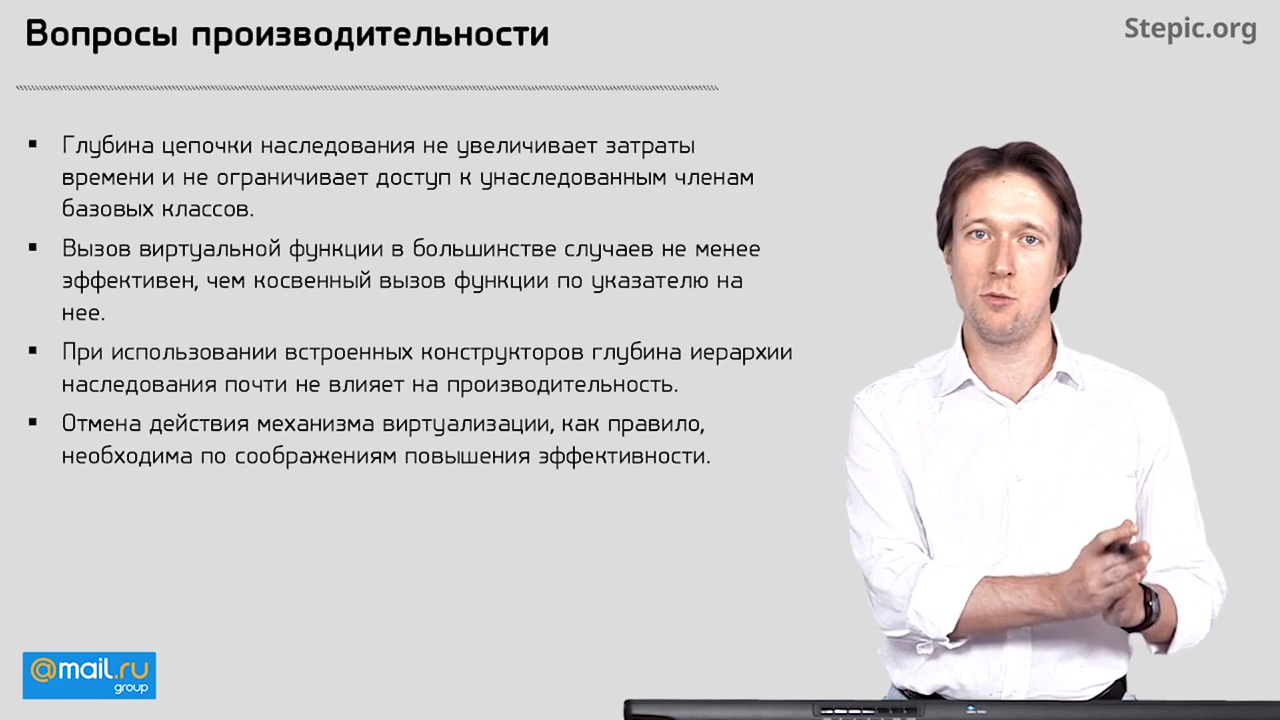 Вопросы производительности
Stepic.org
▪ Глубина цепочки наследования не увеличивает затраты
времени и не ограничивает доступ к унаследованным членам
базовых классов.
▪ Вызов виртуальной функции в большинстве случаев не менее
эффективен, чем косвенный вызов функции по указателю на
нее.
▪ При использовании встроенных конструкторов глубина иерархии
наследования почти не влияет на производительность.
▪ Отмена действия механизма виртуализации, как правило,
необходима по соображениям повышения эффективности.
@mail.ru
group